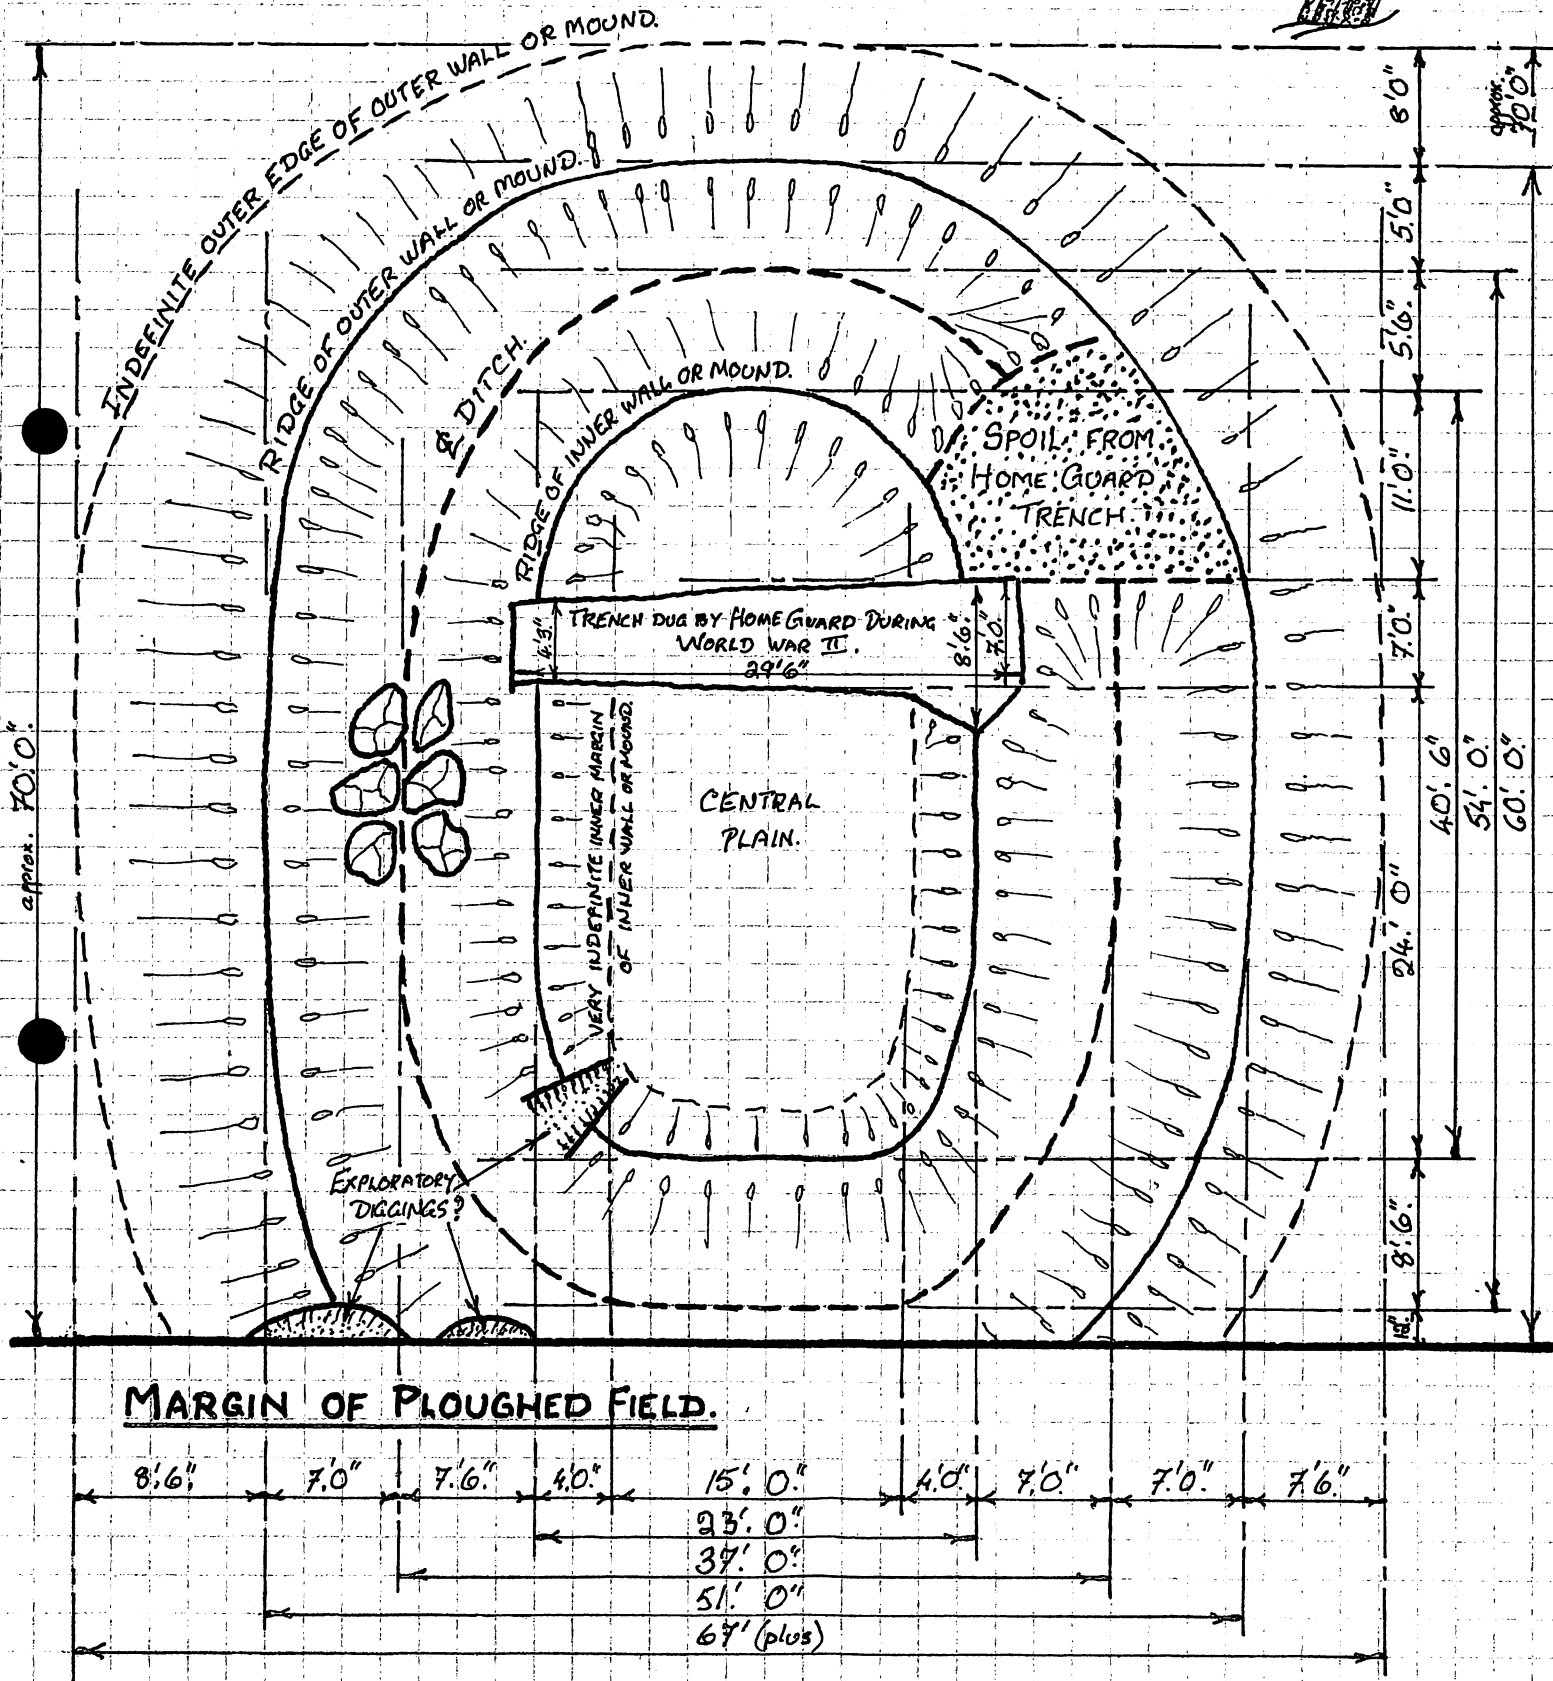 INDEFINITE OUTER EDGE OF OUTER WALL OR MOUND.
RIDGE OF OUTER WALL OR MOUND.
℄ DITCH.
RIDGE OF INNER WALL OR MOUND.
SPOIL FROM
HOME GUARD
TRENCH.
TRENCH DUG BY HOME GUARD DURING
WORLD WAR II.
29'6"
4'.3"
8'.6."
7'.0."
VERY INDEFINITE INNER MARGIN
OF INNER WALL OR MOUND.
CENTRAL
PLAIN.
EXPLORATORY
DIGGINGS?
approx. 70'.0".
8'0"
approx.
70'.0."
5'.0"
5'.6".
11'.0"
7'.0".
24'. 0"
8'.6".
40'. 6"
54'. 0."
60'. 0."
MARGIN OF PLOUGHED FIELD.
8'.6". 7'.0" 7'.6". 4'.0." 15'. 0." 4'.0". 7'.0". 7'.0". 7'.6"
23'. 0."
37'. 0."
51'. 0"
67' (plus)